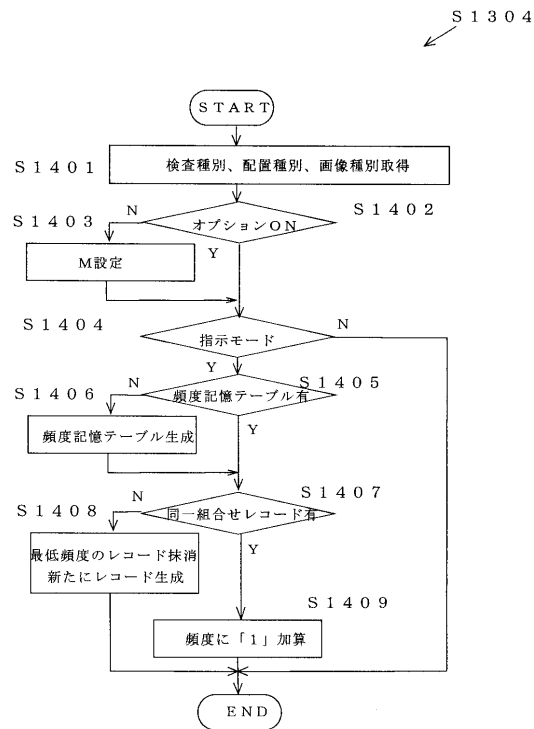 S1304
START
S1401
検査種別、配置種別、画像種別取得
S1402
S1403
N
オプションON
Y
M設定
S1404
N
指示モード
Y
S1405
S1406
N
頻度記憶テーブル有
Y
頻度記憶テーブル生成
S1407
S1408
N
同一組合せレコード有
Y
最低頻度のレコード抹消
新たにレコード生成
S1409
頻度に「1」加算
END